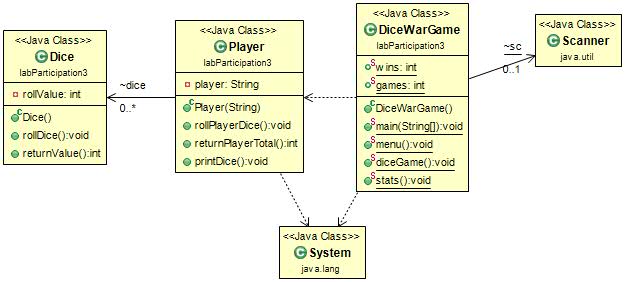 <<Java Class>>
Dice
labParticipation3
rollValue: int
Dice()
rollDice():void
returnValue():int
~dice
0..*
<<Java Class>>
Player
labParticipation3
player: String
Player(String)
rollPlayerDice():void
returnPlayerTotal():int
printDice():void
<<Java Class>>
DiceWarGame
labParticipation3
wins: int
games: int
DiceWarGame()
main(String[]):void
menu():void
diceGame():void
stats():void
~sc
0..1
<<Java Class>>
Scanner
java.util
<<Java Class>>
System
java.lang